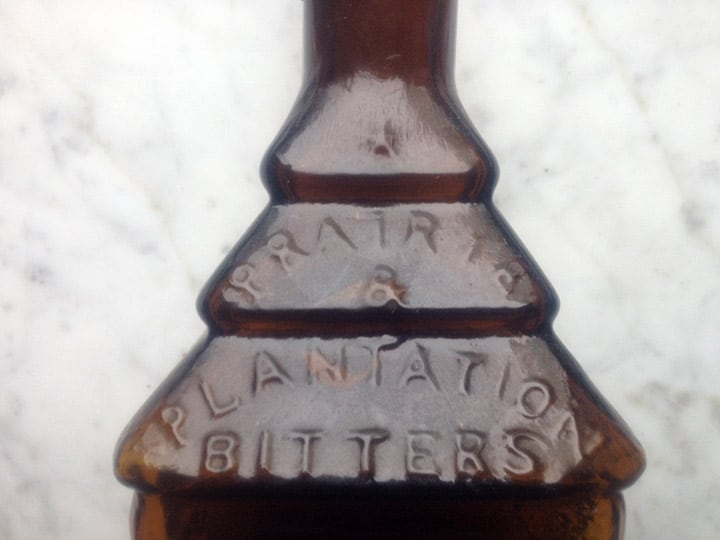 PRAIRIE
&
PLANTATION
BITTERS